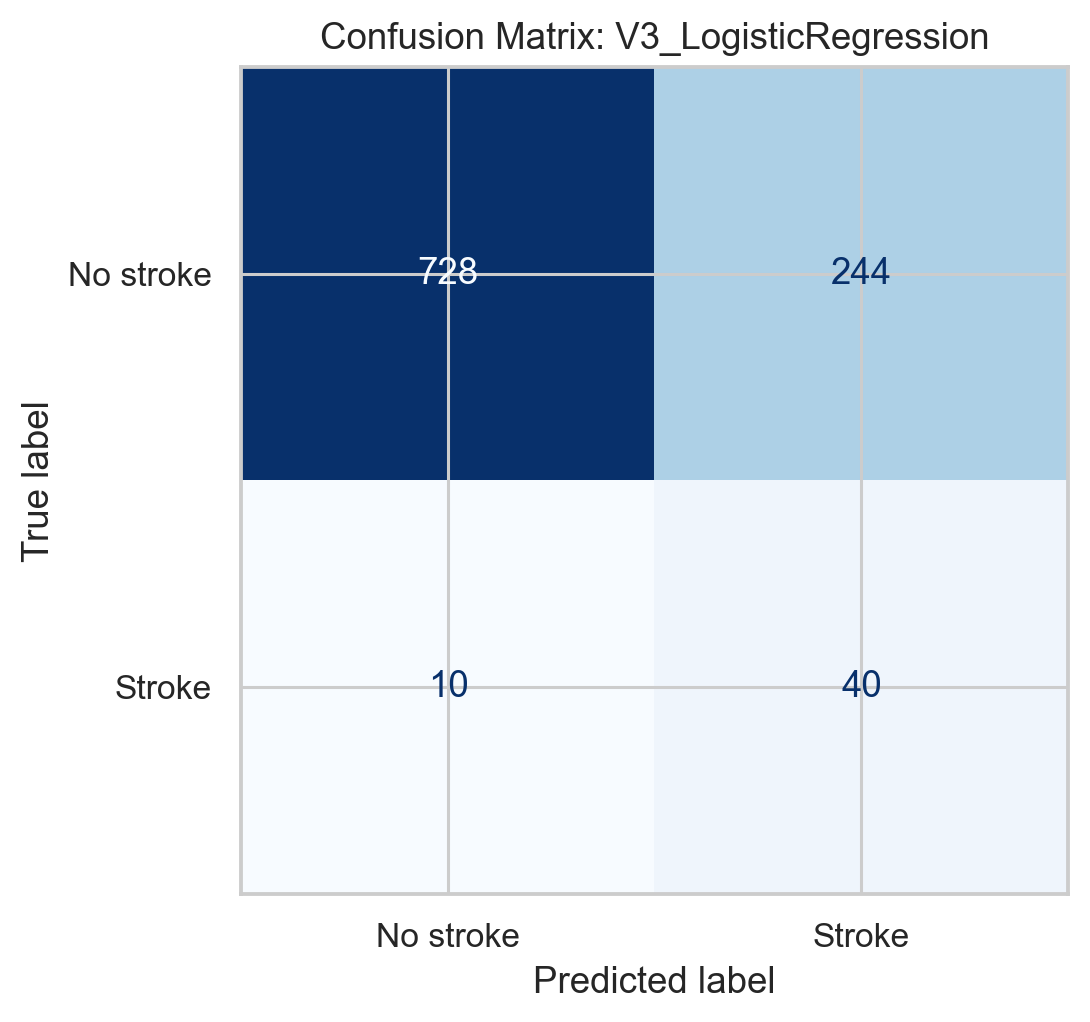 Confusion Matrix: V3_LogisticRegression
No stroke
728
244
True label
Stroke
10
40
No stroke
Stroke
Predicted label